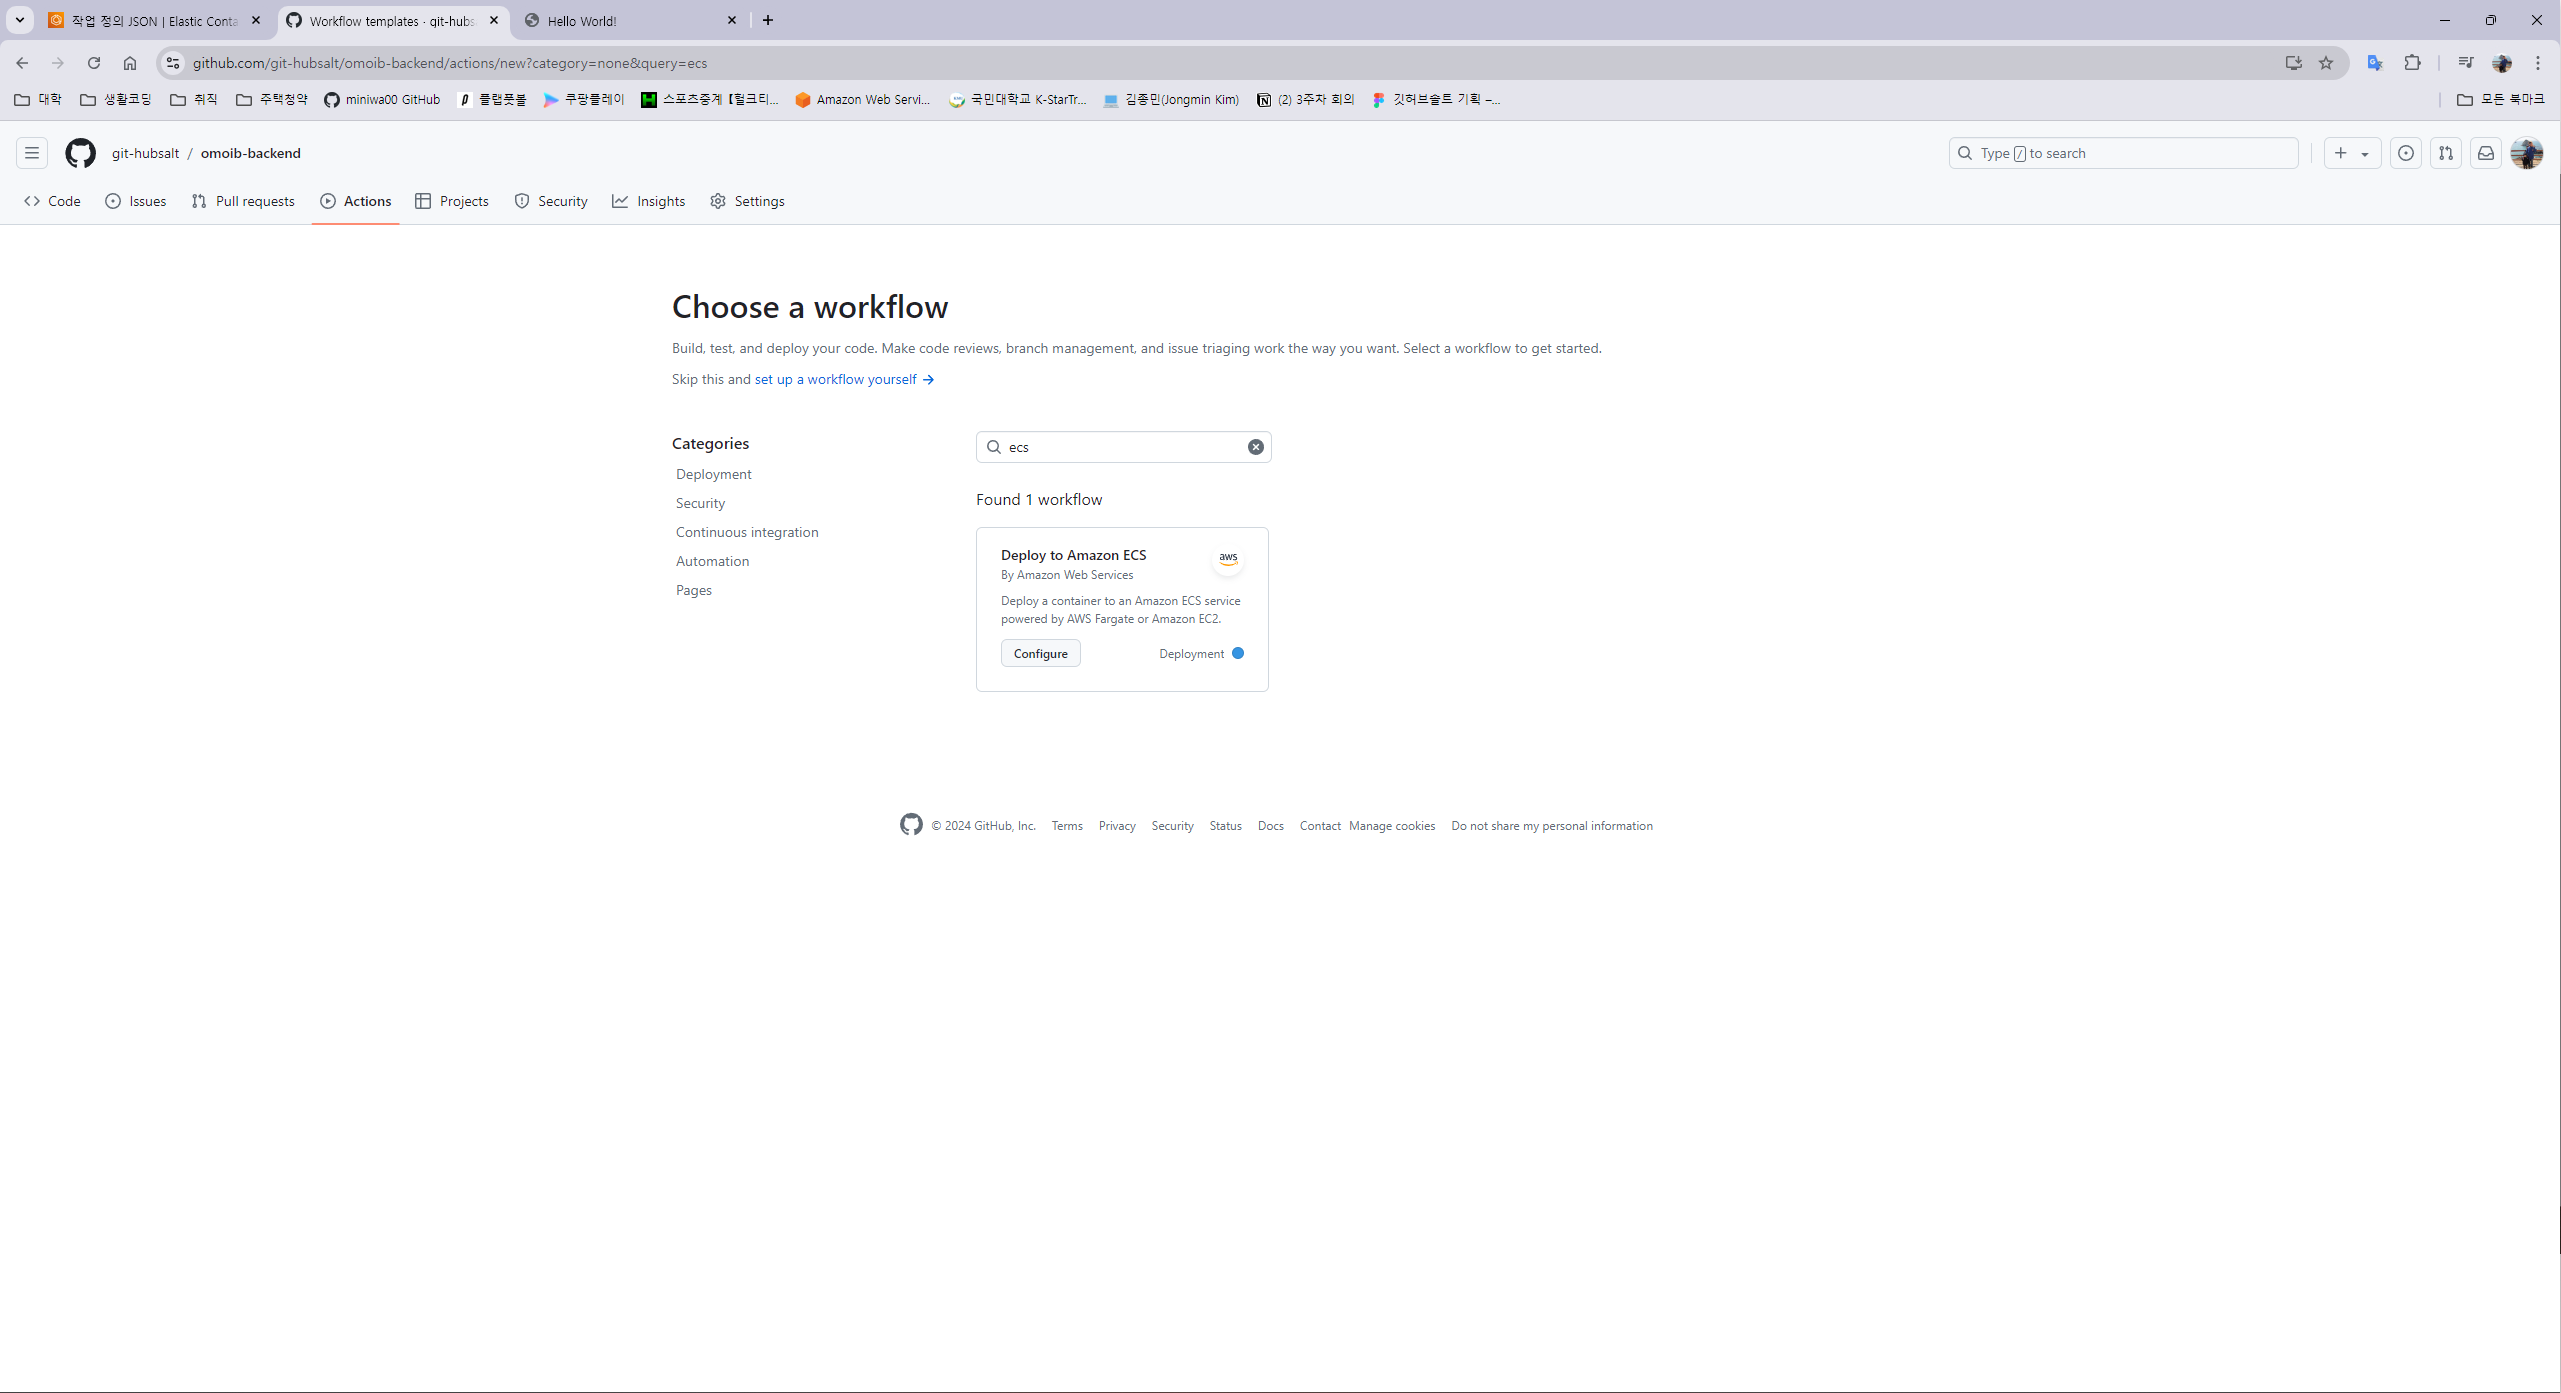 작업 정의 JSON | Elastic Conta
Workflow templates · git-hubs
Hello World!
github.com/git-hubsalt/omoib-backend/actions/new?category=none&query=ecs
대학
생활코딩
취직
주택청약
miniwa00 GitHub
플랩풋볼
쿠팡플레이
스포츠중계【헐크티...
Amazon Web Servi...
국민대학교 K-StarTr...
김종민(Jongmin Kim)
(2) 3주차 회의
깃허브솔트 기획 –...
모든 북마크
git-hubsalt / omoib-backend
Type / to search
Code
Issues
Pull requests
Actions
Projects
Security
Insights
Settings
Choose a workflow
Build, test, and deploy your code. Make code reviews, branch management, and issue triaging work the way you want. Select a workflow to get started.
Skip this and set up a workflow yourself →
Categories
Deployment
Security
Continuous integration
Automation
Pages
ecs
Found 1 workflow
Deploy to Amazon ECS
aws
By Amazon Web Services
Deploy a container to an Amazon ECS service
powered by AWS Fargate or Amazon EC2.
Configure
Deployment
© 2024 GitHub, Inc.
Terms
Privacy
Security
Status
Docs
Contact
Manage cookies
Do not share my personal information